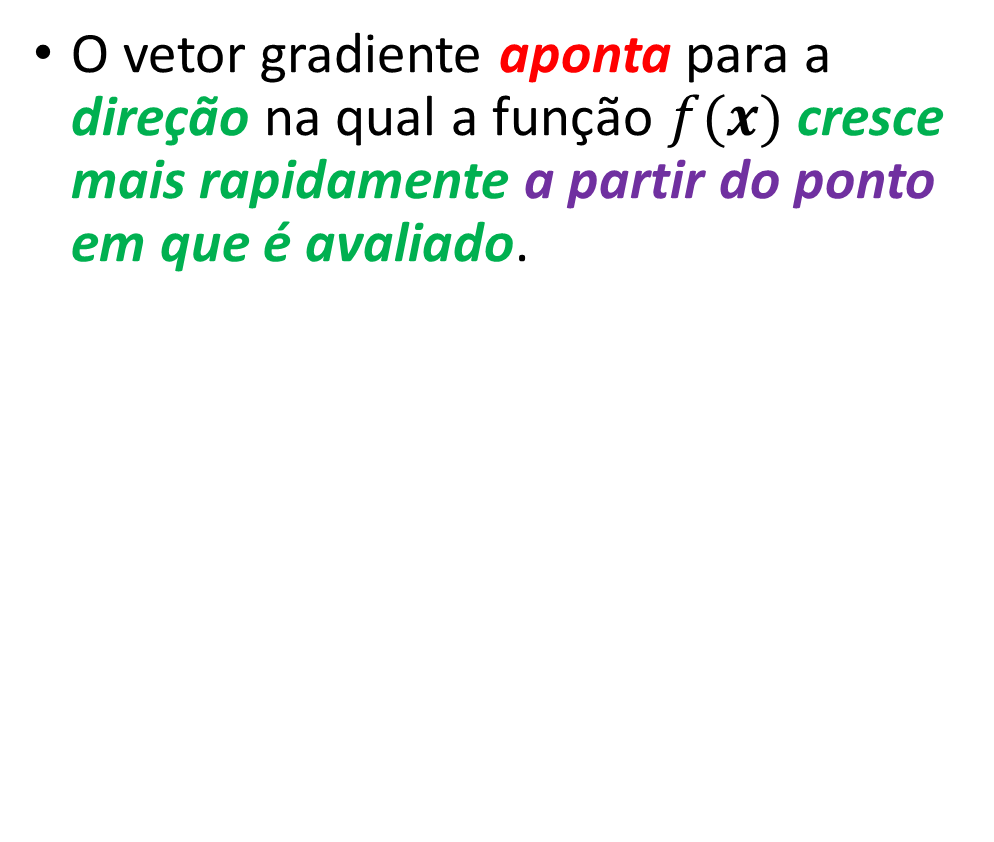 • O vetor gradiente aponta para a
direção na qual a função f(x) cresce
mais rapidamente a partir do ponto
em que é avaliado.